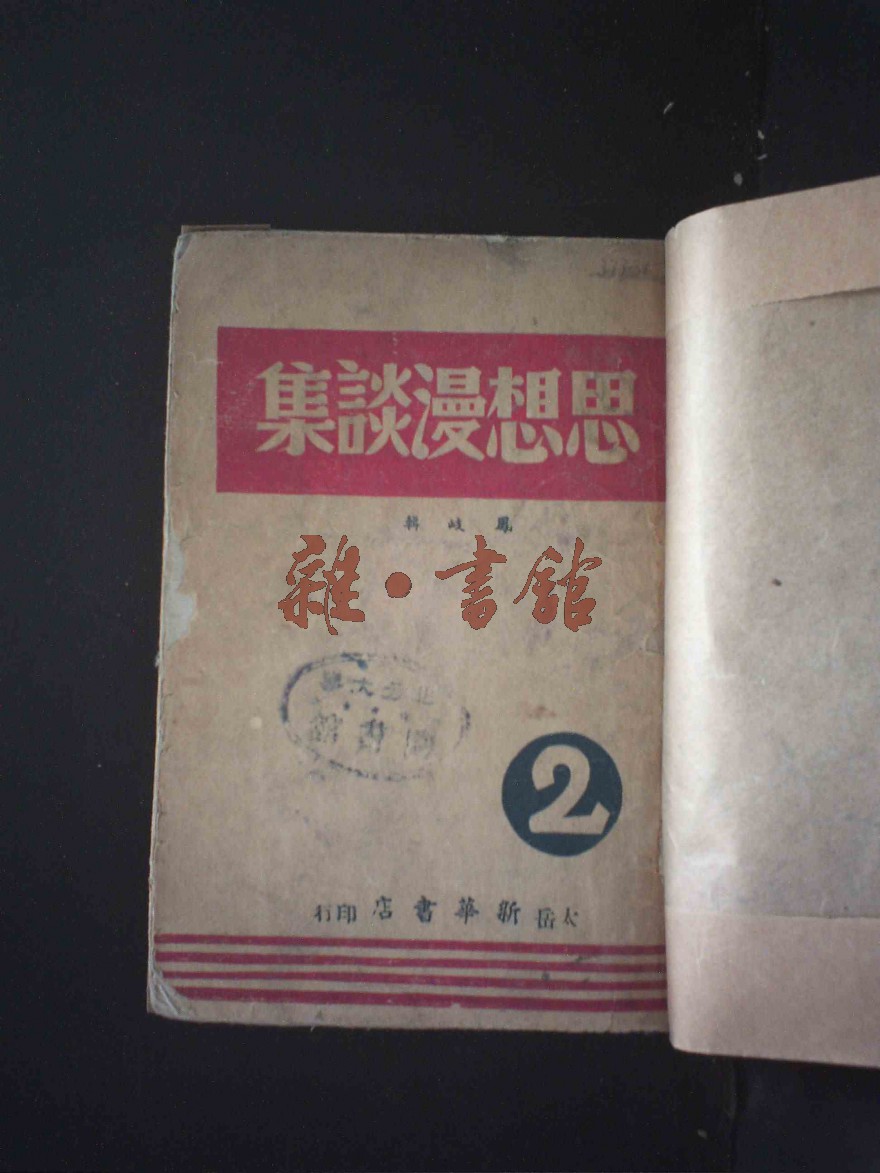 思想漫談集
鳳岐輯
雜·書館
北方大學
圖書館
2
太岳新華書店印行